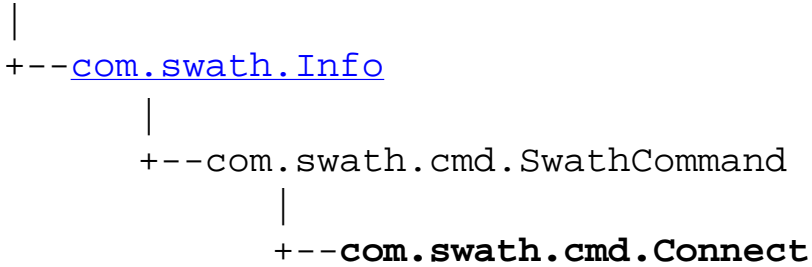 |
+--com.swath.Info
|
+--com.swath.cmd.SwathCommand
|
+--com.swath.cmd.Connect